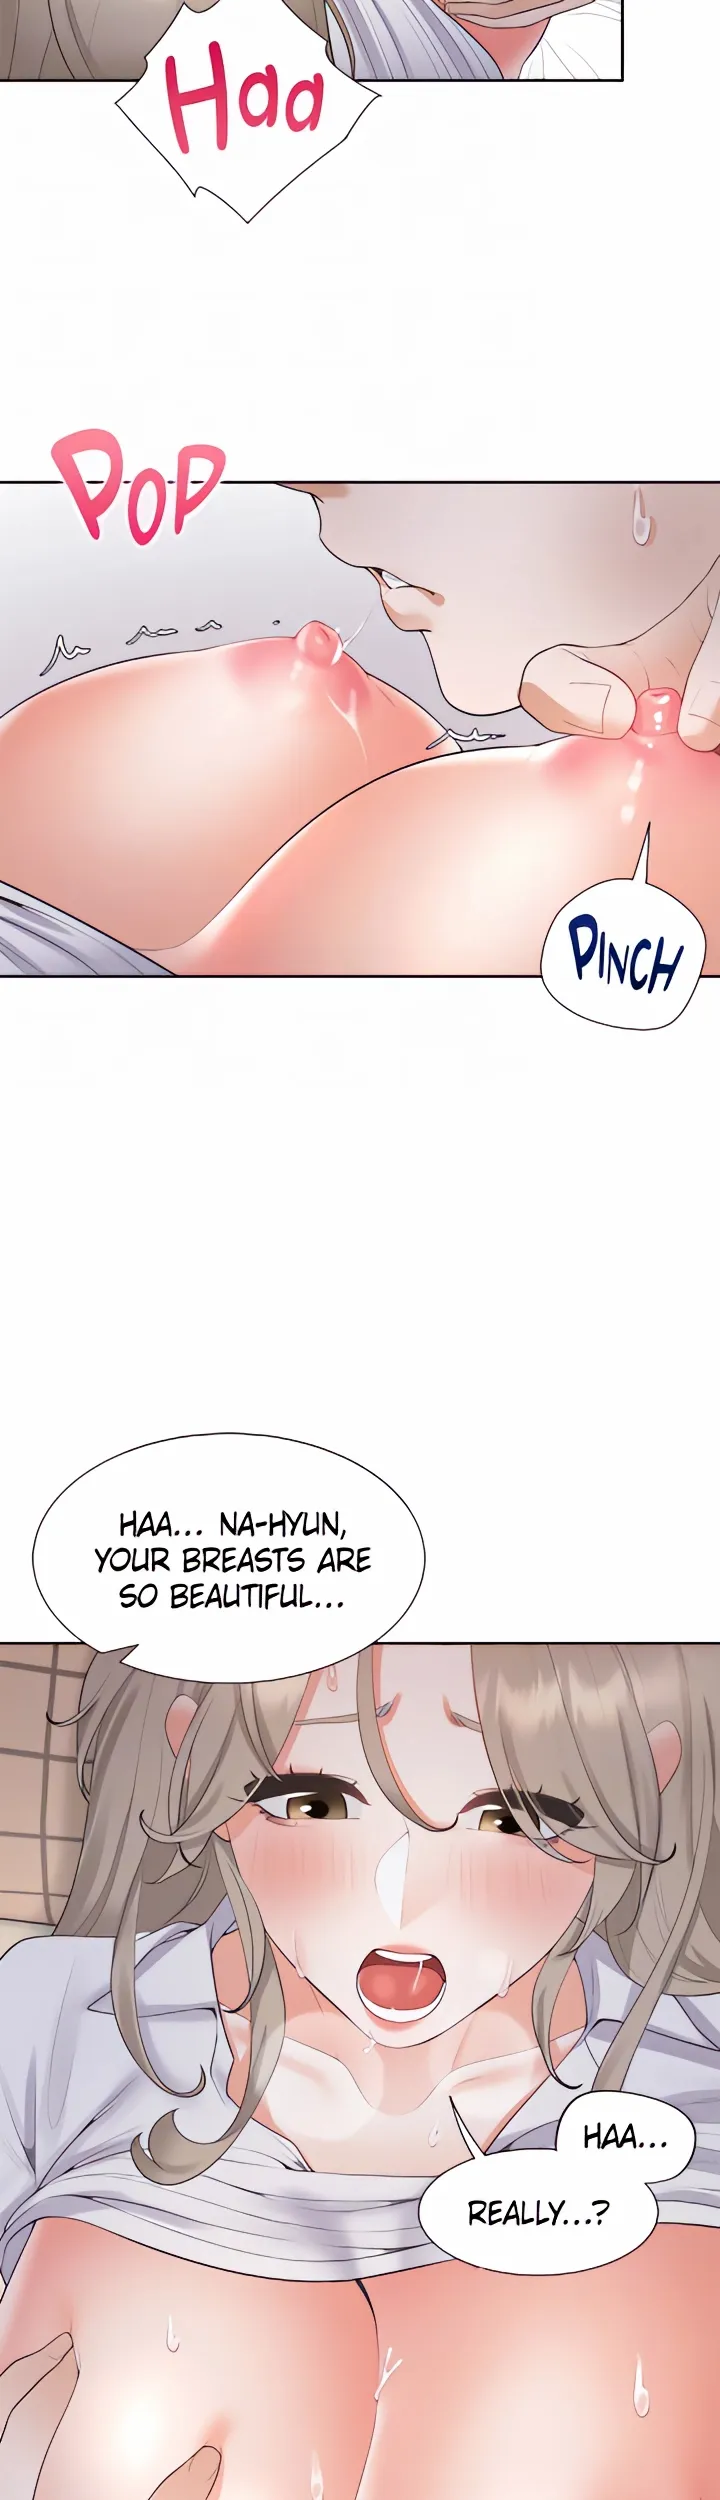 Haa
POP
PINCH
HAA... NA-HYUN,
YOUR BREASTS ARE
SO BEAUTIFUL...
HAA...
REALLY...?